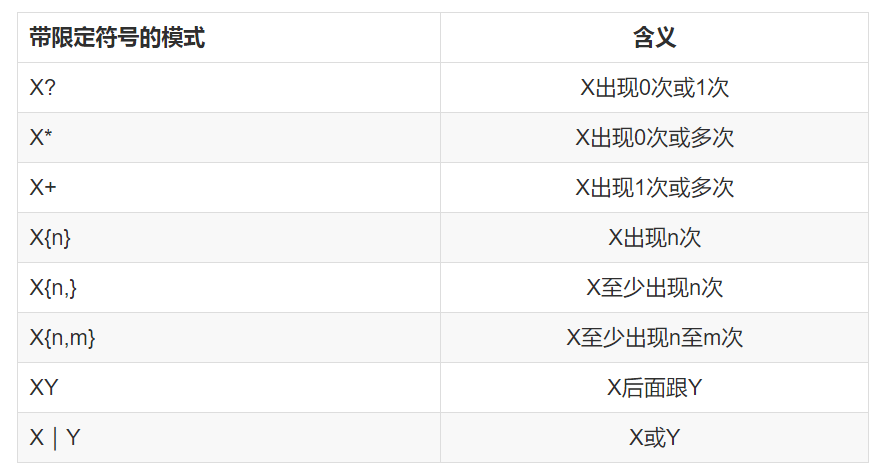 带限定符号的模式 含义
X? X出现0次或1次
X* X出现0次或多次
X+ X出现1次或多次
X{n} X出现n次
X{n,} X至少出现n次
X{n,m} X至少出现n至m次
XY X后面跟Y
X｜Y X或Y